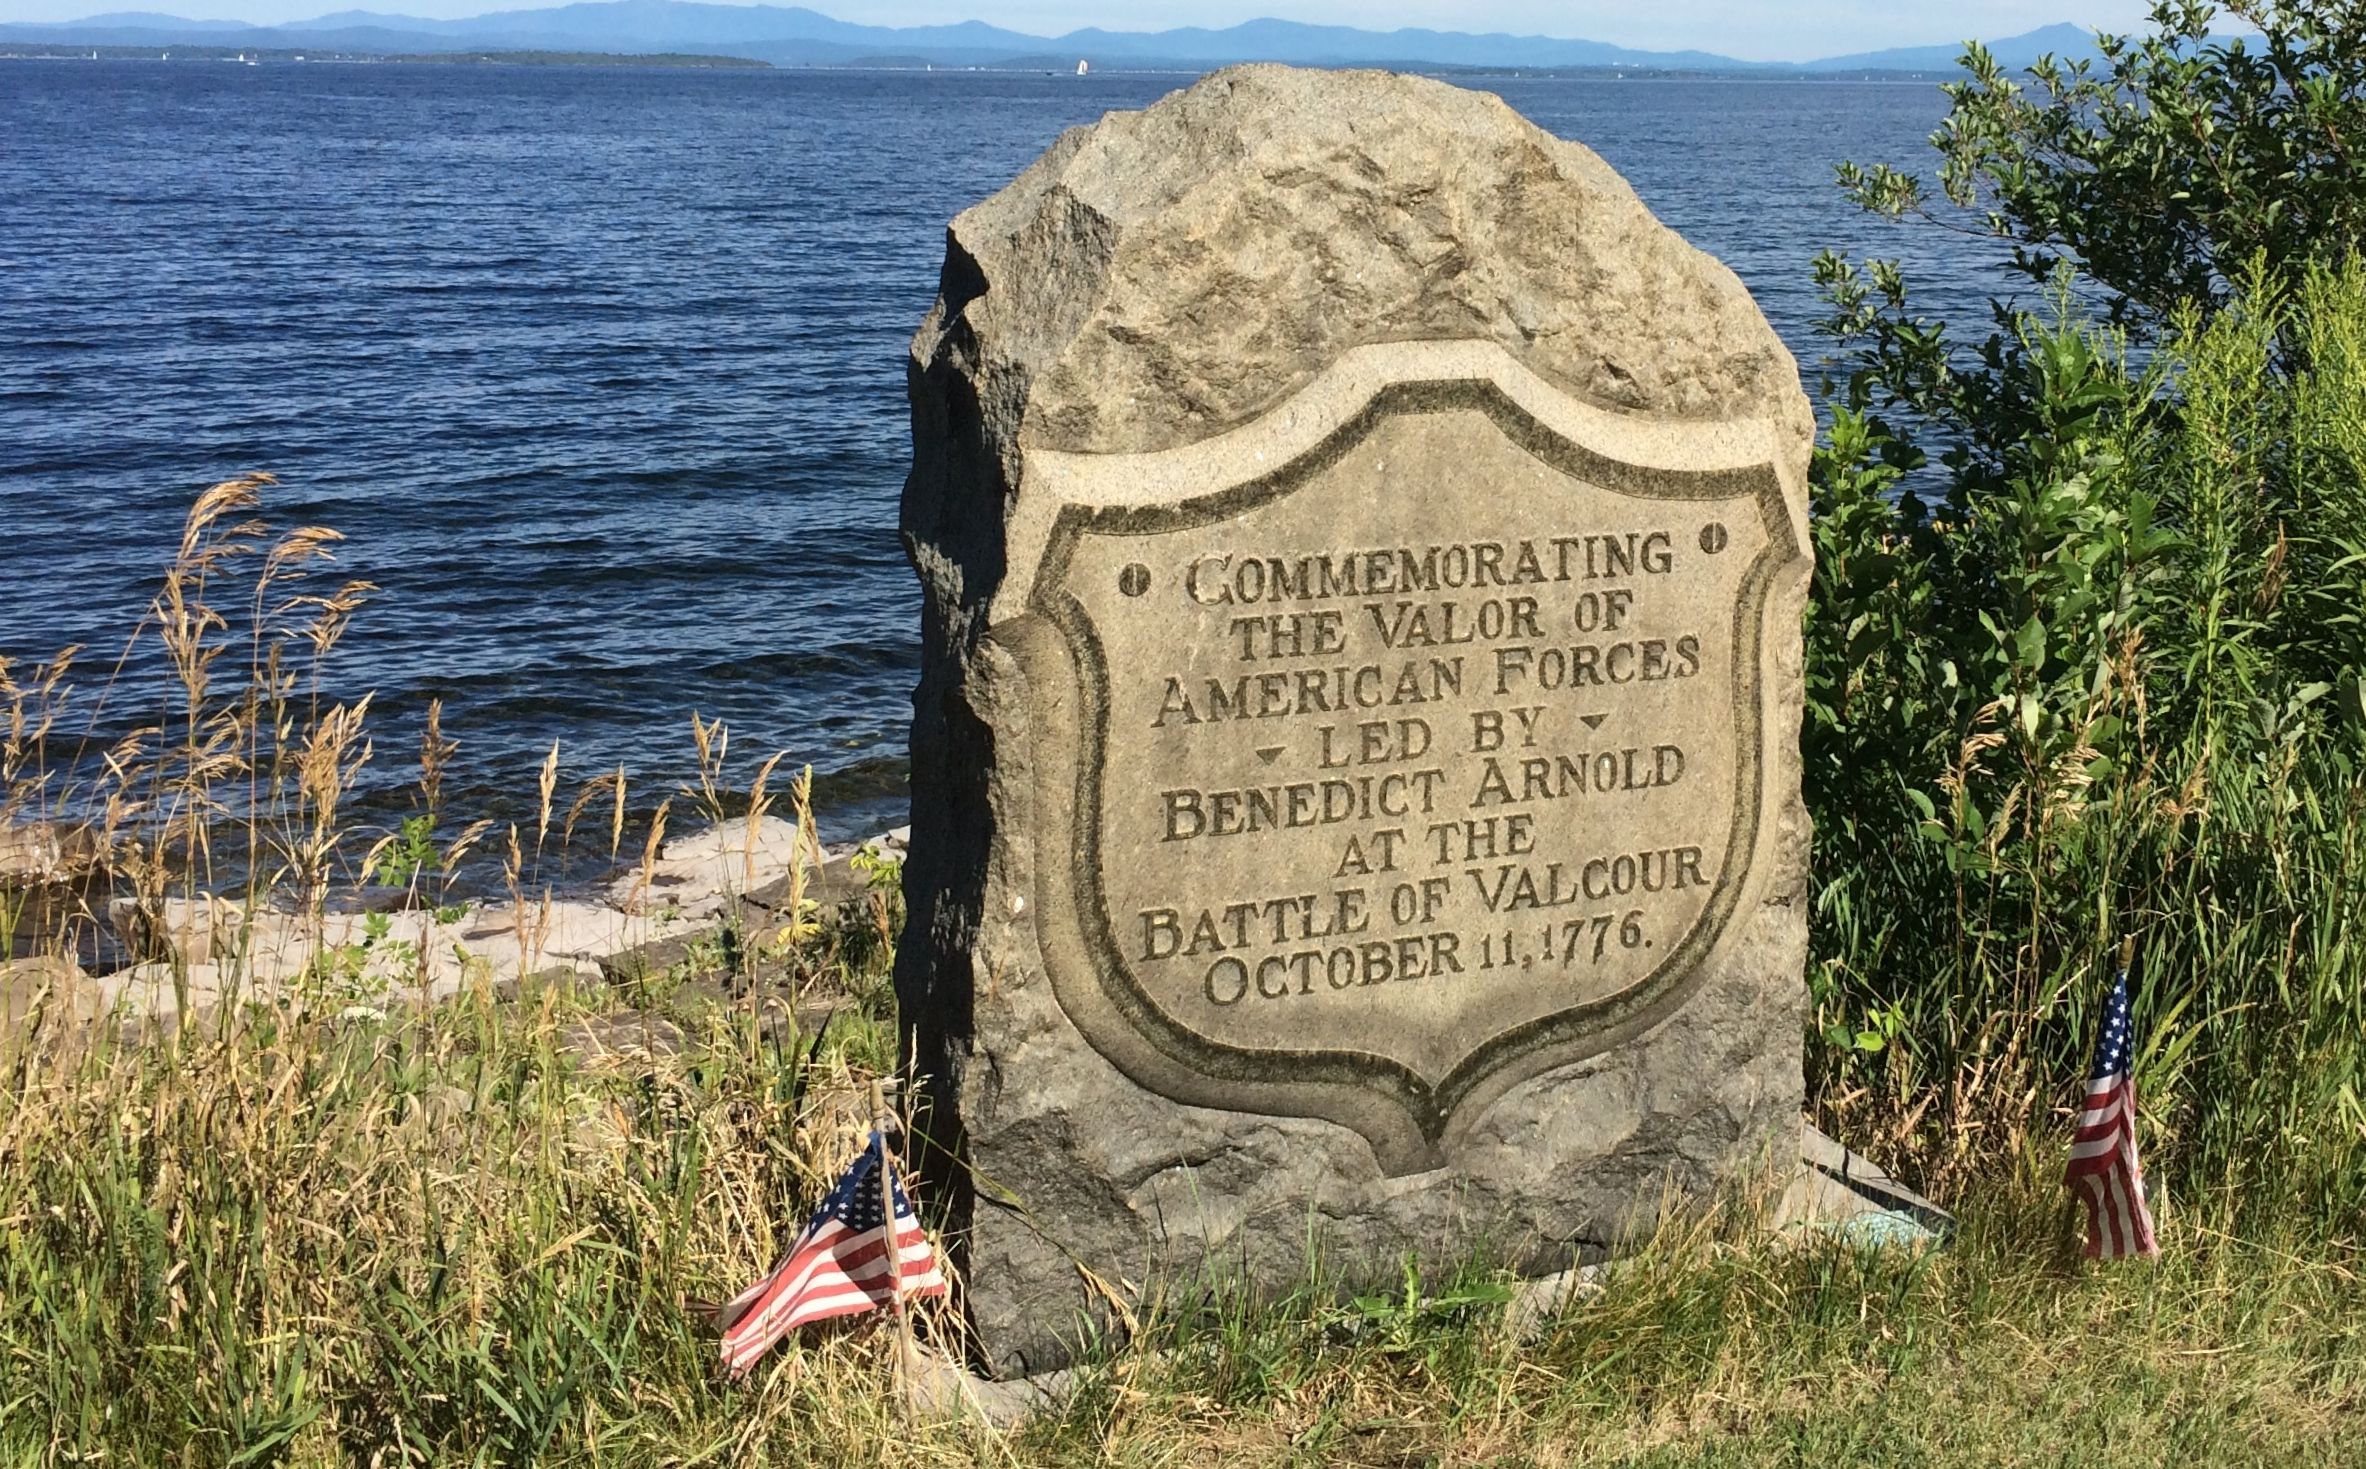 COMMEMORATING
THE VALOR OF
AMERICAN FORCES
LED BY
BENEDICT ARNOLD
AT THE
BATTLE OF VALCOUR
OCTOBER 11, 1776.